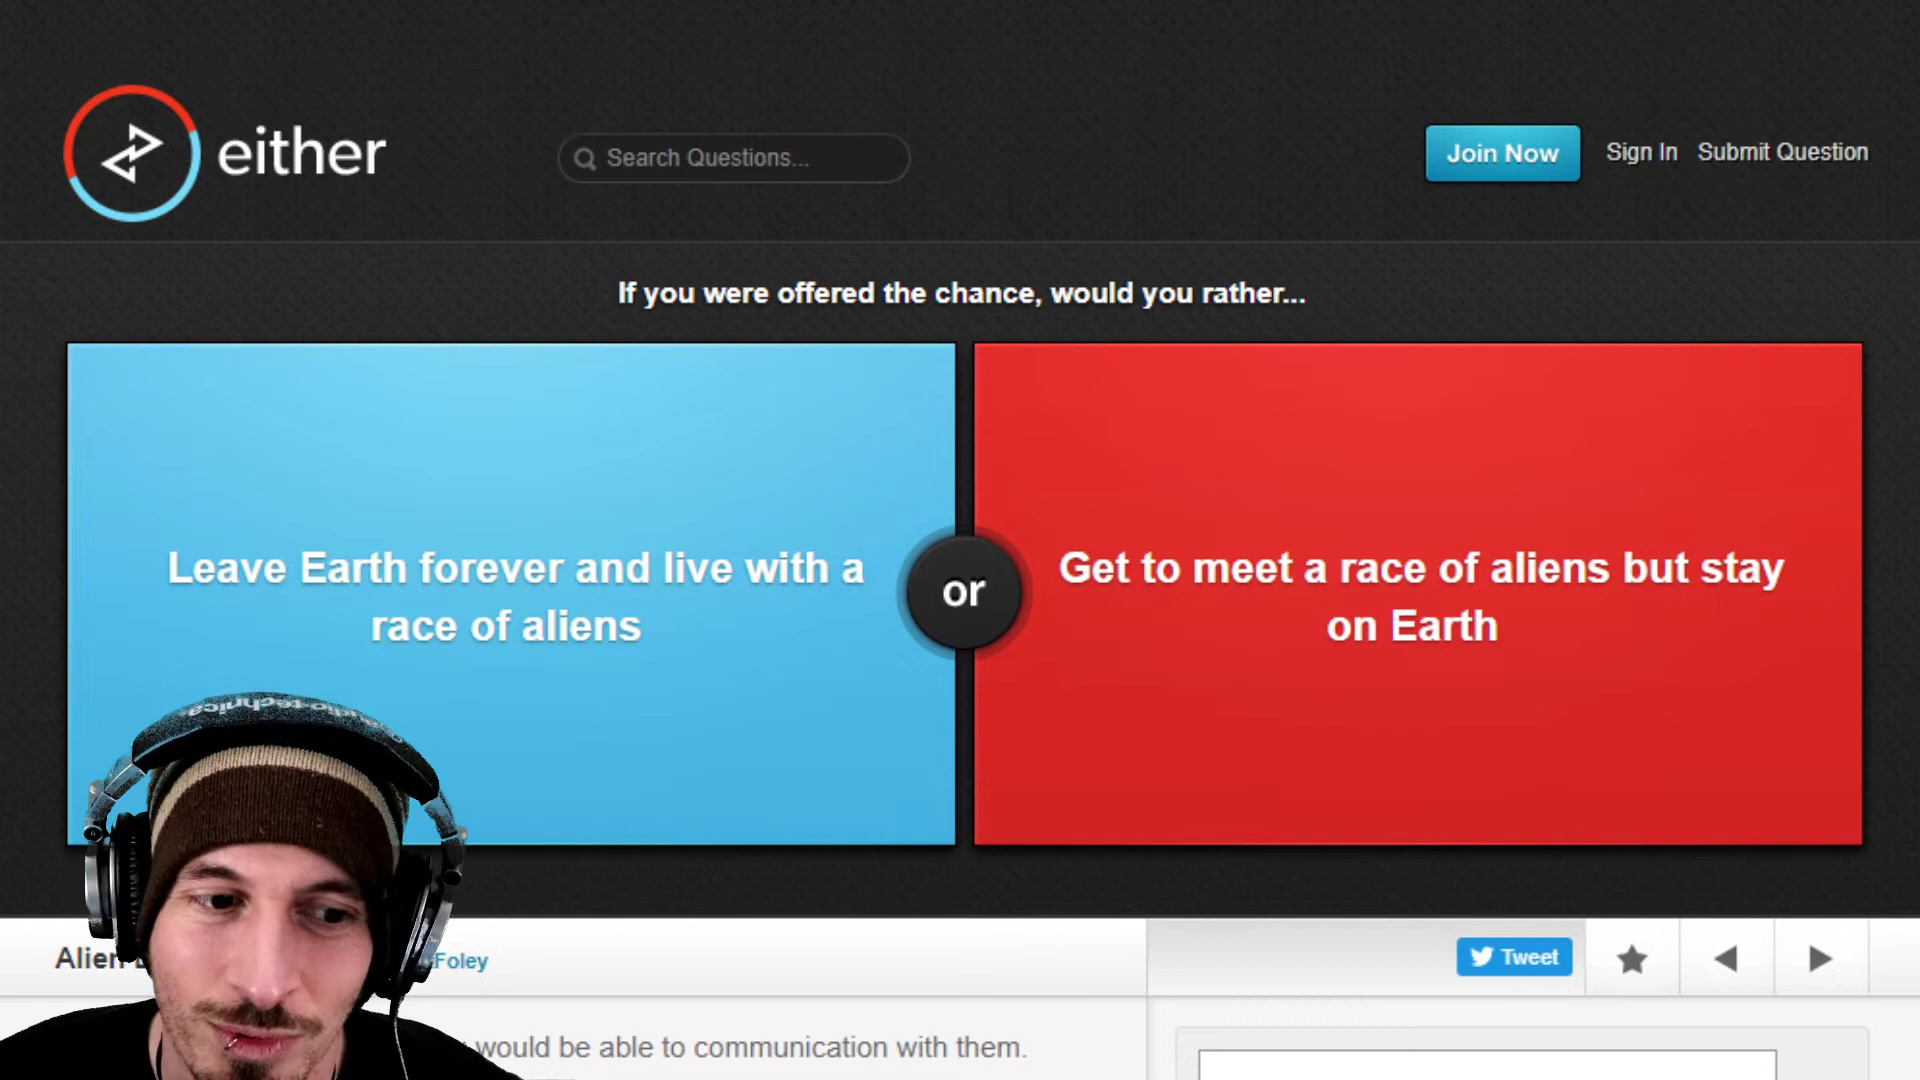 either
Search Questions...
Join Now
Sign In
Submit Question
If you were offered the chance, would you rather...
Leave Earth forever and live with a
race of aliens
or
Get to meet a race of aliens but stay
on Earth
audio-technica
Alien
Foley
Tweet
would be able to communication with them.